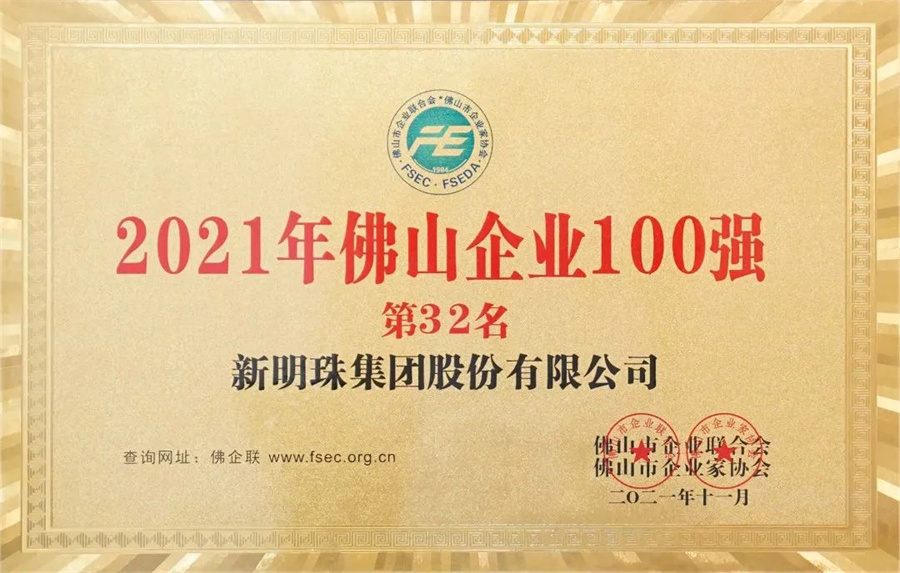 佛山市企业联合会★佛山市企业家协会
FE
1984
FSEC · FSEDA
2021年佛山企业100强
第32名
新明珠集团股份有限公司
查询网址：佛企联 www.fsec.org.cn
佛山市企业联合会
佛山市企业家协会
二〇二一年十一月